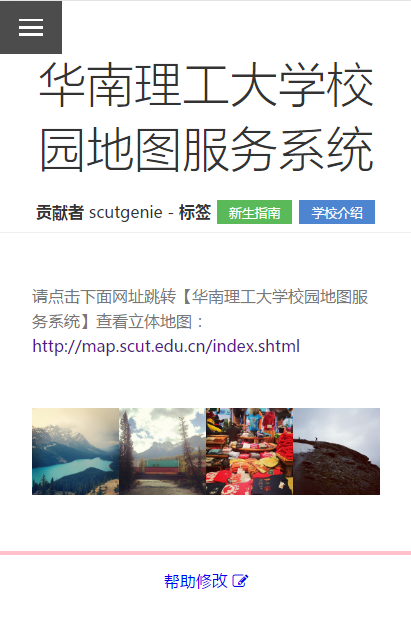 华南理工大学校
园地图服务系统
贡献者 scutgenie - 标签 新生指南 学校介绍
请点击下面网址跳转【华南理工大学校园地图服
务系统】查看立体地图：
http://map.scut.edu.cn/index.shtml
帮助修改